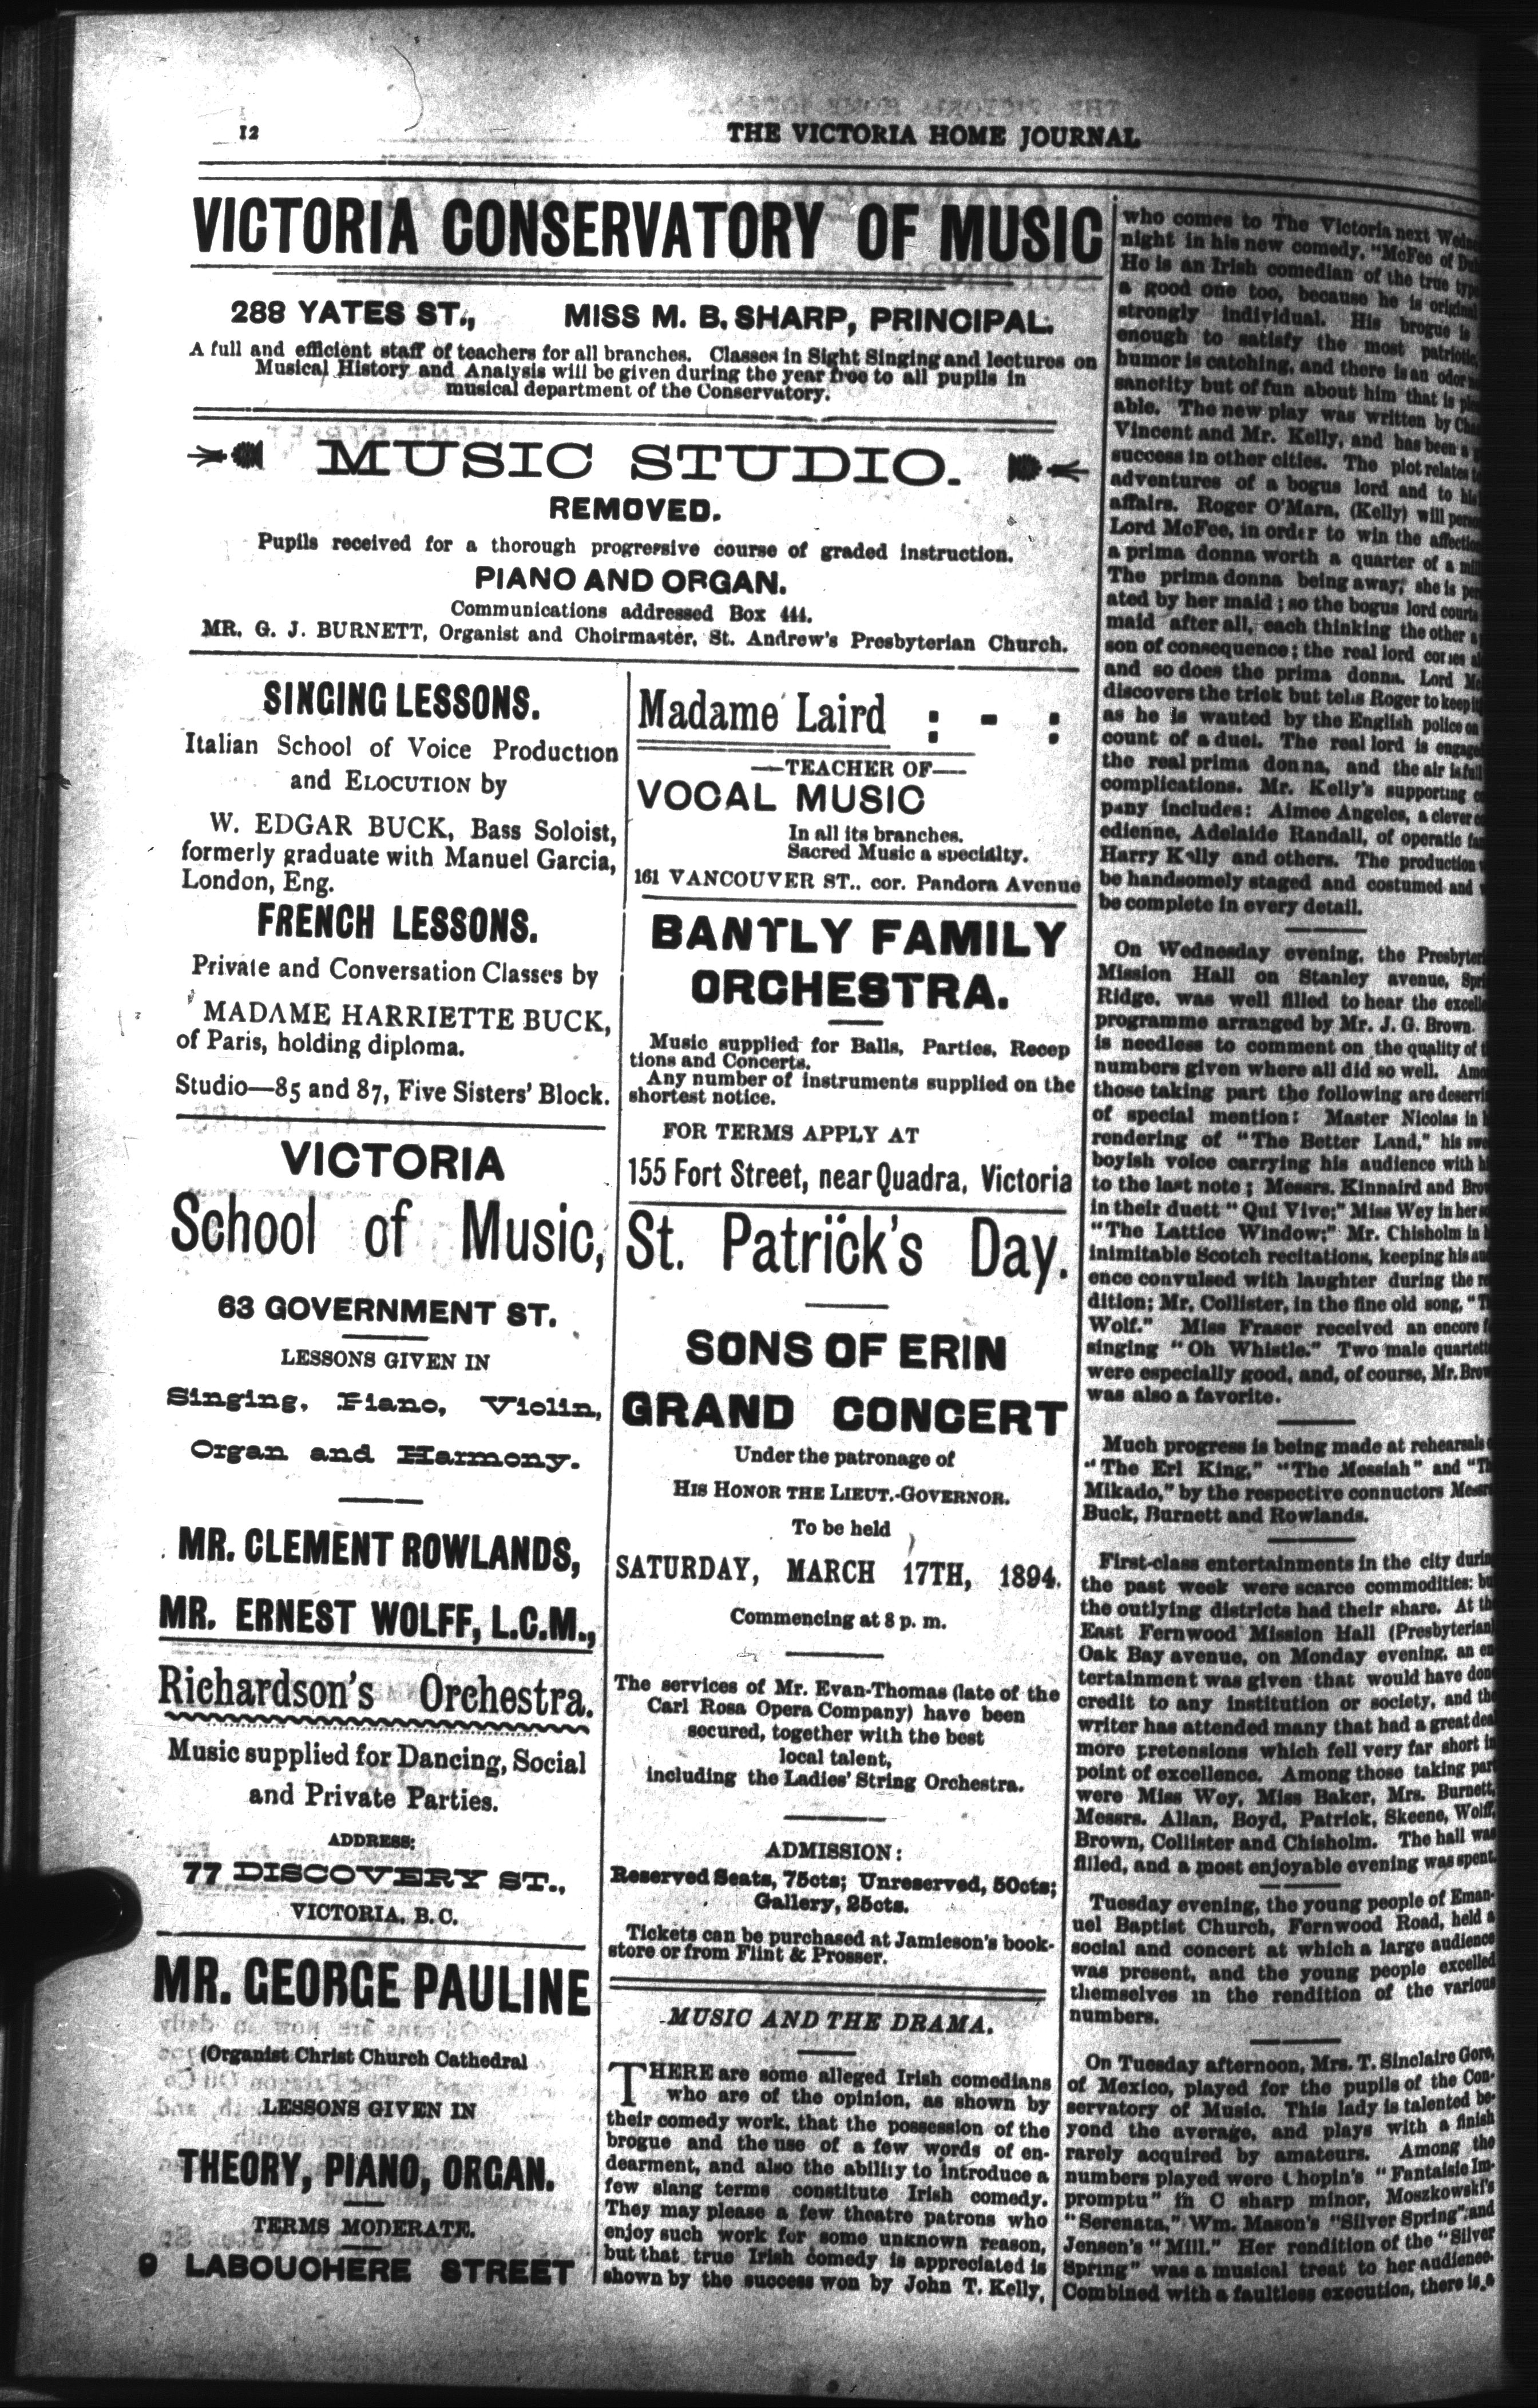 12
THE VICTORIA HOME JOURNAL
VICTORIA CONSERVATORY OF MUSIC
288 YATES ST., MISS M. B. SHARP, PRINCIPAL.
A full and efficient staff of teachers for all branches. Classes in Sight Singing and lectures on
Musical History and Analysis will be given during the year free to all pupils in
musical department of the Conservatory.
MUSIC STUDIO.
REMOVED.
Pupils received for a thorough progressive course of graded instruction.
PIANO AND ORGAN.
Communications addressed Box 444.
MR. G. J. BURNETT, Organist and Choirmaster, St. Andrew's Presbyterian Church.
SINGING LESSONS.
Italian School of Voice Production
and ELOCUTION by
W. EDGAR BUCK, Bass Soloist,
formerly graduate with Manuel Garcia,
London, Eng.
FRENCH LESSONS.
Private and Conversation Classes by
MADAME HARRIETTE BUCK,
of Paris, holding diploma.
Studio—85 and 87, Five Sisters' Block.
VICTORIA
School of Music,
63 GOVERNMENT ST.
LESSONS GIVEN IN
Singing, Piano, Violin,
Organ and Harmony.
MR. CLEMENT ROWLANDS,
MR. ERNEST WOLFF, L.C.M.,
Richardson's Orchestra.
Music supplied for Dancing, Social
and Private Parties.
ADDRESS:
77 DISCOVERY ST.,
VICTORIA, B. C.
MR. GEORGE PAULINE
(Organist Christ Church Cathedral
LESSONS GIVEN IN
THEORY, PIANO, ORGAN.
TERMS MODERATE.
9 LABOUCHERE STREET
Madame Laird : - :
—TEACHER OF—
VOCAL MUSIC
In all its branches.
Sacred Music a specialty.
161 VANCOUVER ST., cor. Pandora Avenue
BANTLY FAMILY
ORCHESTRA.
Music supplied for Balls, Parties, Recep
tions and Concerts.
Any number of instruments supplied on the
shortest notice.
FOR TERMS APPLY AT
155 Fort Street, near Quadra, Victoria
St. Patrick's Day.
SONS OF ERIN
GRAND CONCERT
Under the patronage of
HIS HONOR THE LIEUT.-GOVERNOR.
To be held
SATURDAY, MARCH 17TH, 1894.
Commencing at 8 p. m.
The services of Mr. Evan-Thomas (late of the
Carl Rosa Opera Company) have been
secured, together with the best
local talent,
including the Ladies' String Orchestra.
ADMISSION:
Reserved Seats, 75cts; Unreserved, 50cts;
Gallery, 25cts.
Tickets can be purchased at Jamieson's book-
store or from Flint & Prosser.
MUSIC AND THE DRAMA.
THERE are some alleged Irish comedians
who are of the opinion, as shown by
their comedy work, that the possession of the
brogue and the use of a few words of en-
dearment, and also the ability to introduce a
few slang terms constitute Irish comedy.
They may please a few theatre patrons who
enjoy such work for some unknown reason,
but that true Irish comedy is appreciated is
shown by the success won by John T. Kelly,
who comes to The Victoria next
night in his new comedy, "McFee of
He is an Irish comedian of the true type
a good one too, because he is original
strongly individual. His brogue is
enough to satisfy the most patriotic,
humor is catching, and there is an odor
sanctity but of fun about him that is
able. The new play was written by
Vincent and Mr. Kelly, and has been a
success in other cities. The plot relates
adventures of a bogus lord and to his
affairs. Roger O'Mara, (Kelly) will
Lord McFee, in order to win the
a prima donna worth a quarter of a
The prima donna being away, she is
ated by her maid; so the bogus lord courts
maid after all, each thinking the other a
son of consequence; the real lord comes
and so does the prima donna. Lord
discovers the trick but tells Roger to keep
as he is wanted by the English police on
count of a duel. The real lord is
the real prima donna, and the air is full
complications. Mr. Kelly's supporting
pany includes: Aimee Angeles, a clever
edienne, Adelaide Randall, of operatic
Harry Kelly and others. The production
be handsomely staged and costumed and
be complete in every detail.
On Wednesday evening, the
Mission Hall on Stanley avenue,
Ridge, was well filled to hear the
programme arranged by Mr. J. G. Brown.
is needless to comment on the quality of
numbers given where all did so well.
those taking part the following are
of special mention: Master Nicolas in
rendering of "The Better Land," his
boyish voice carrying his audience with
to the last note; Messrs. Kinnaird and
in their duett "Qui Vive;" Miss Wey in her
"The Lattice Window;" Mr. Chisholm in
inimitable Scotch recitations, keeping his
ence convulsed with laughter during the
dition; Mr. Collister, in the fine old song,
Wolf." Miss Fraser received an encore
singing "Oh Whistle." Two male
were especially good, and, of course, Mr.
was also a favorite.
Much progress is being made at rehearsals
"The Erl King," "The Messiah" and
Mikado," by the respective connuctors
Buck, Burnett and Rowlands.
First-class entertainments in the city
the past week were scarce commodities;
the outlying districts had their share. At
East Fernwood Mission Hall (Presbyterian)
Oak Bay avenue, on Monday evening, an en
tertainment was given that would have
credit to any institution or society, and
writer has attended many that had a great
more pretensions which fell very far short in
point of excellence. Among those taking part
were Miss Wey, Miss Baker, Mrs. Burnett,
Messrs. Allan, Boyd, Patrick, Skeene, Wolff,
Brown, Collister and Chisholm. The hall was
filled, and a most enjoyable evening was spent.
Tuesday evening, the young people of Eman-
uel Baptist Church, Fernwood Road, held a
social and concert at which a large audience
was present, and the young people excelled
themselves in the rendition of the various
numbers.
On Tuesday afternoon, Mrs. T. Sinclaire Gore,
of Mexico, played for the pupils of the Con-
servatory of Music. This lady is talented be-
yond the average, and plays with a finish
rarely acquired by amateurs. Among the
numbers played were Chopin's "Fantaisie Im-
promptu" in C sharp minor, Moszkowski's
"Serenata," Wm. Mason's "Silver Spring" and
Jensen's "Mill." Her rendition of the "Silver
Spring" was a musical treat to her audience.
Combined with a faultless execution, there is a